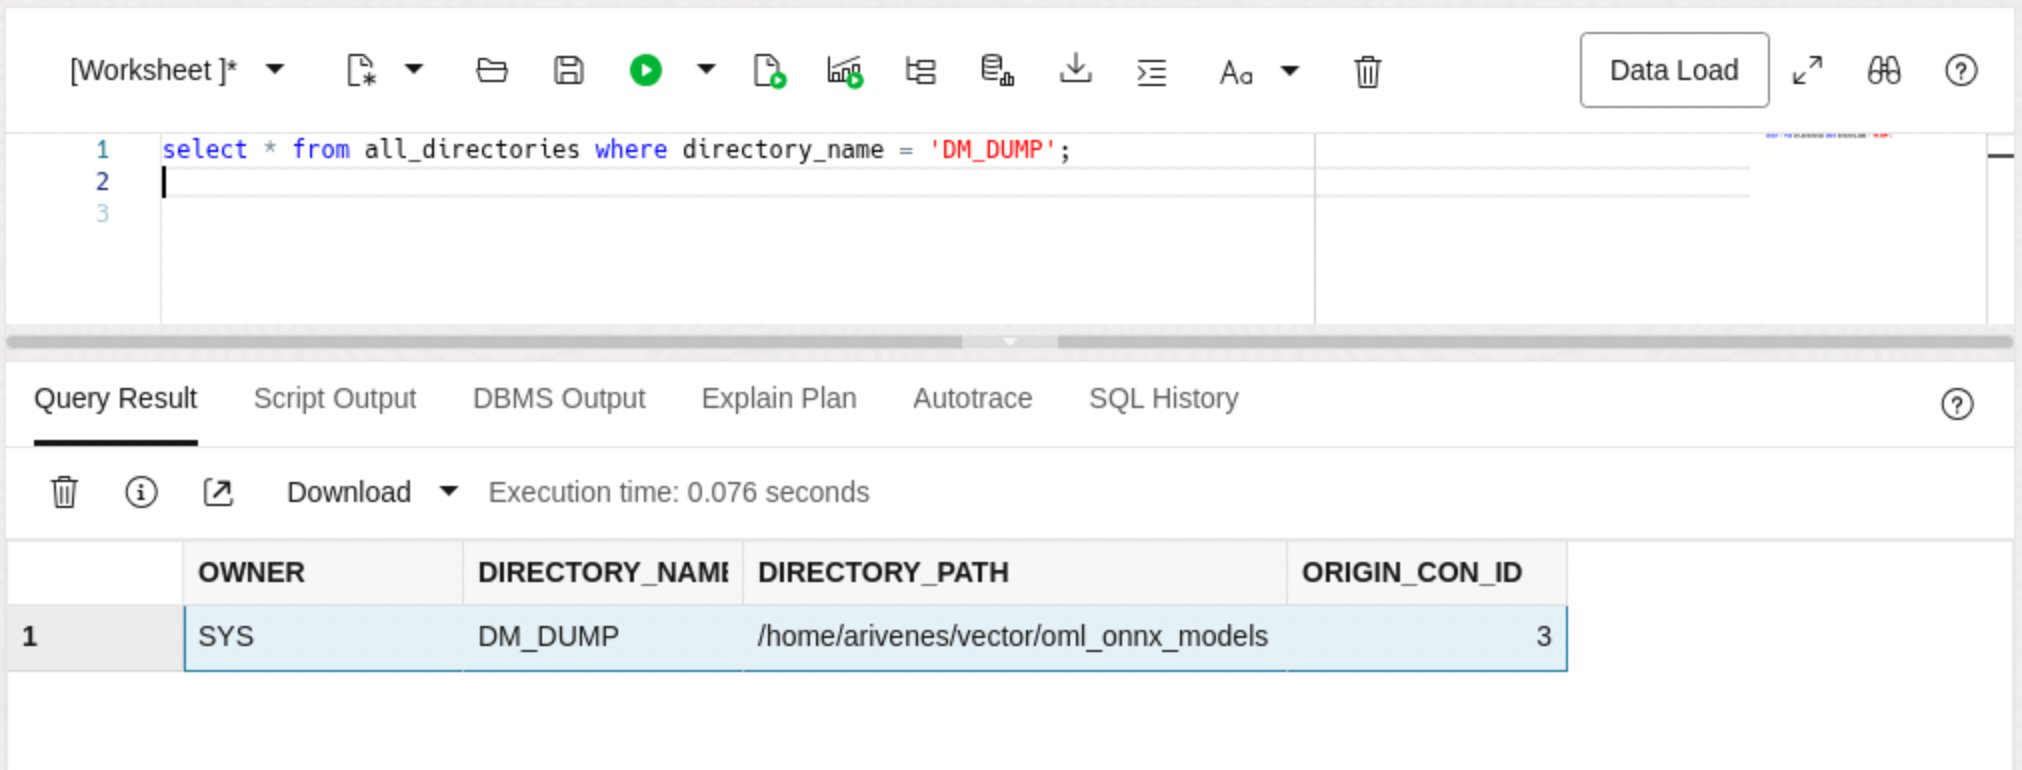 [Worksheet ]* Aa Data Load
1 select * from all_directories where directory_name = 'DM_DUMP';
2
3
Query Result Script Output DBMS Output Explain Plan Autotrace SQL History
Download Execution time: 0.076 seconds
OWNER DIRECTORY_NAME DIRECTORY_PATH ORIGIN_CON_ID
1 SYS DM_DUMP /home/arivenes/vector/oml_onnx_models 3